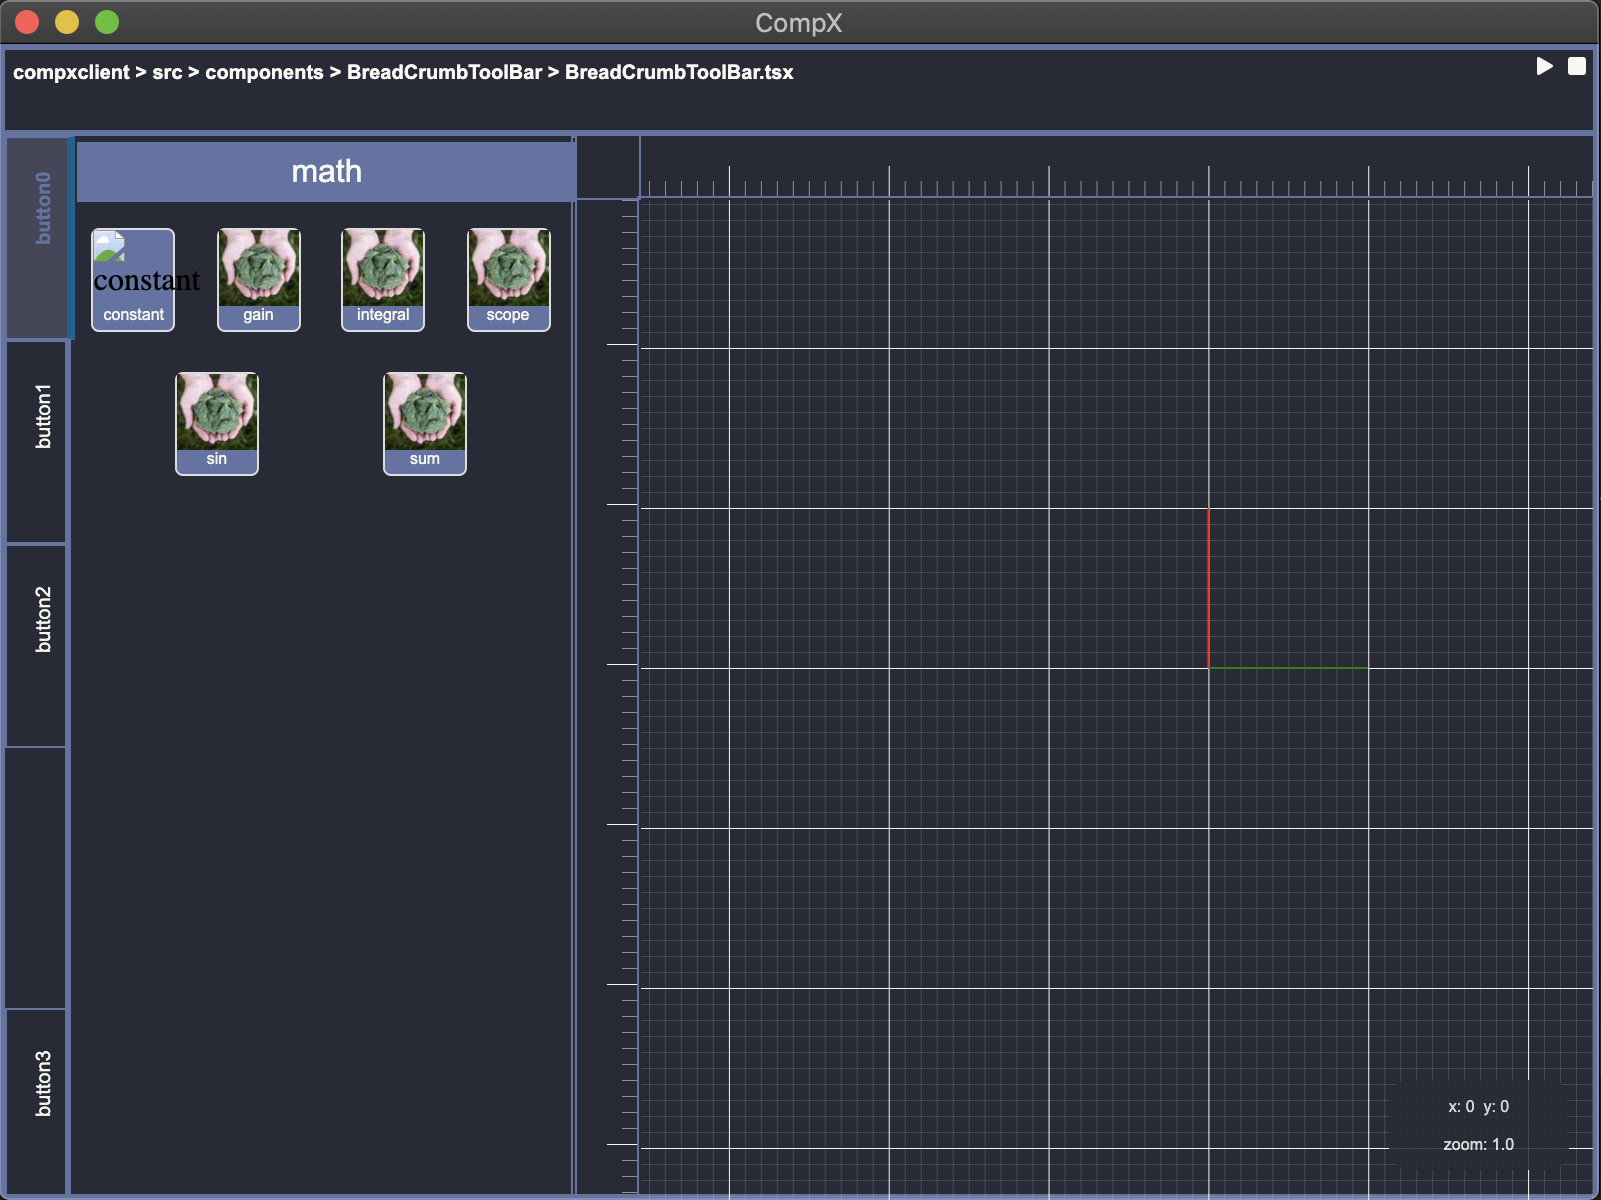 CompX
compxclient > src > components > BreadCrumbToolBar > BreadCrumbToolBar.tsx
button0
button1
button2
button3
math
constant
constant
gain
integral
scope
sin
sum
x: 0 y: 0
zoom: 1.0